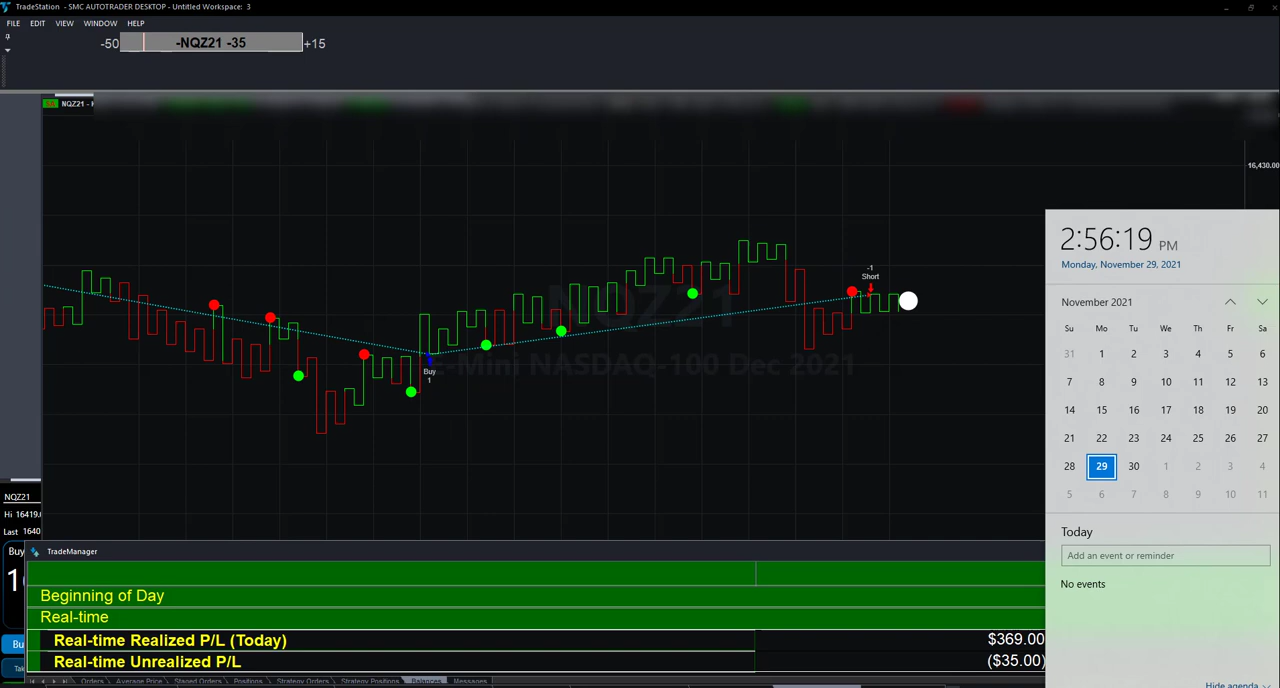 TradeStation - SMC AUTOTRADER DESKTOP - Untitled Workspace: 3
FILE EDIT VIEW WINDOW HELP
-50 -NQZ21 -35 +15
NQZ21 -
16,430.00
NQZ21
E-Mini NASDAQ-100 Dec 2021
-1
Short
Buy
1
2:56:19 PM
Monday, November 29, 2021
November 2021
Su Mo Tu We Th Fr Sa
31 1 2 3 4 5 6
7 8 9 10 11 12 13
14 15 16 17 18 19 20
21 22 23 24 25 26 27
28 29 30 1 2 3 4
5 6 7 8 9 10 11
Today
Add an event or reminder
No events
Hide agenda
NQZ21
Hi 16419.0
Last 1640
Buy
TradeManager
Beginning of Day
Real-time
Real-time Realized P/L (Today) $369.00
Real-time Unrealized P/L ($35.00)
Orders Average Price Staged Orders Positions Strategy Orders Strategy Positions Balances Messages